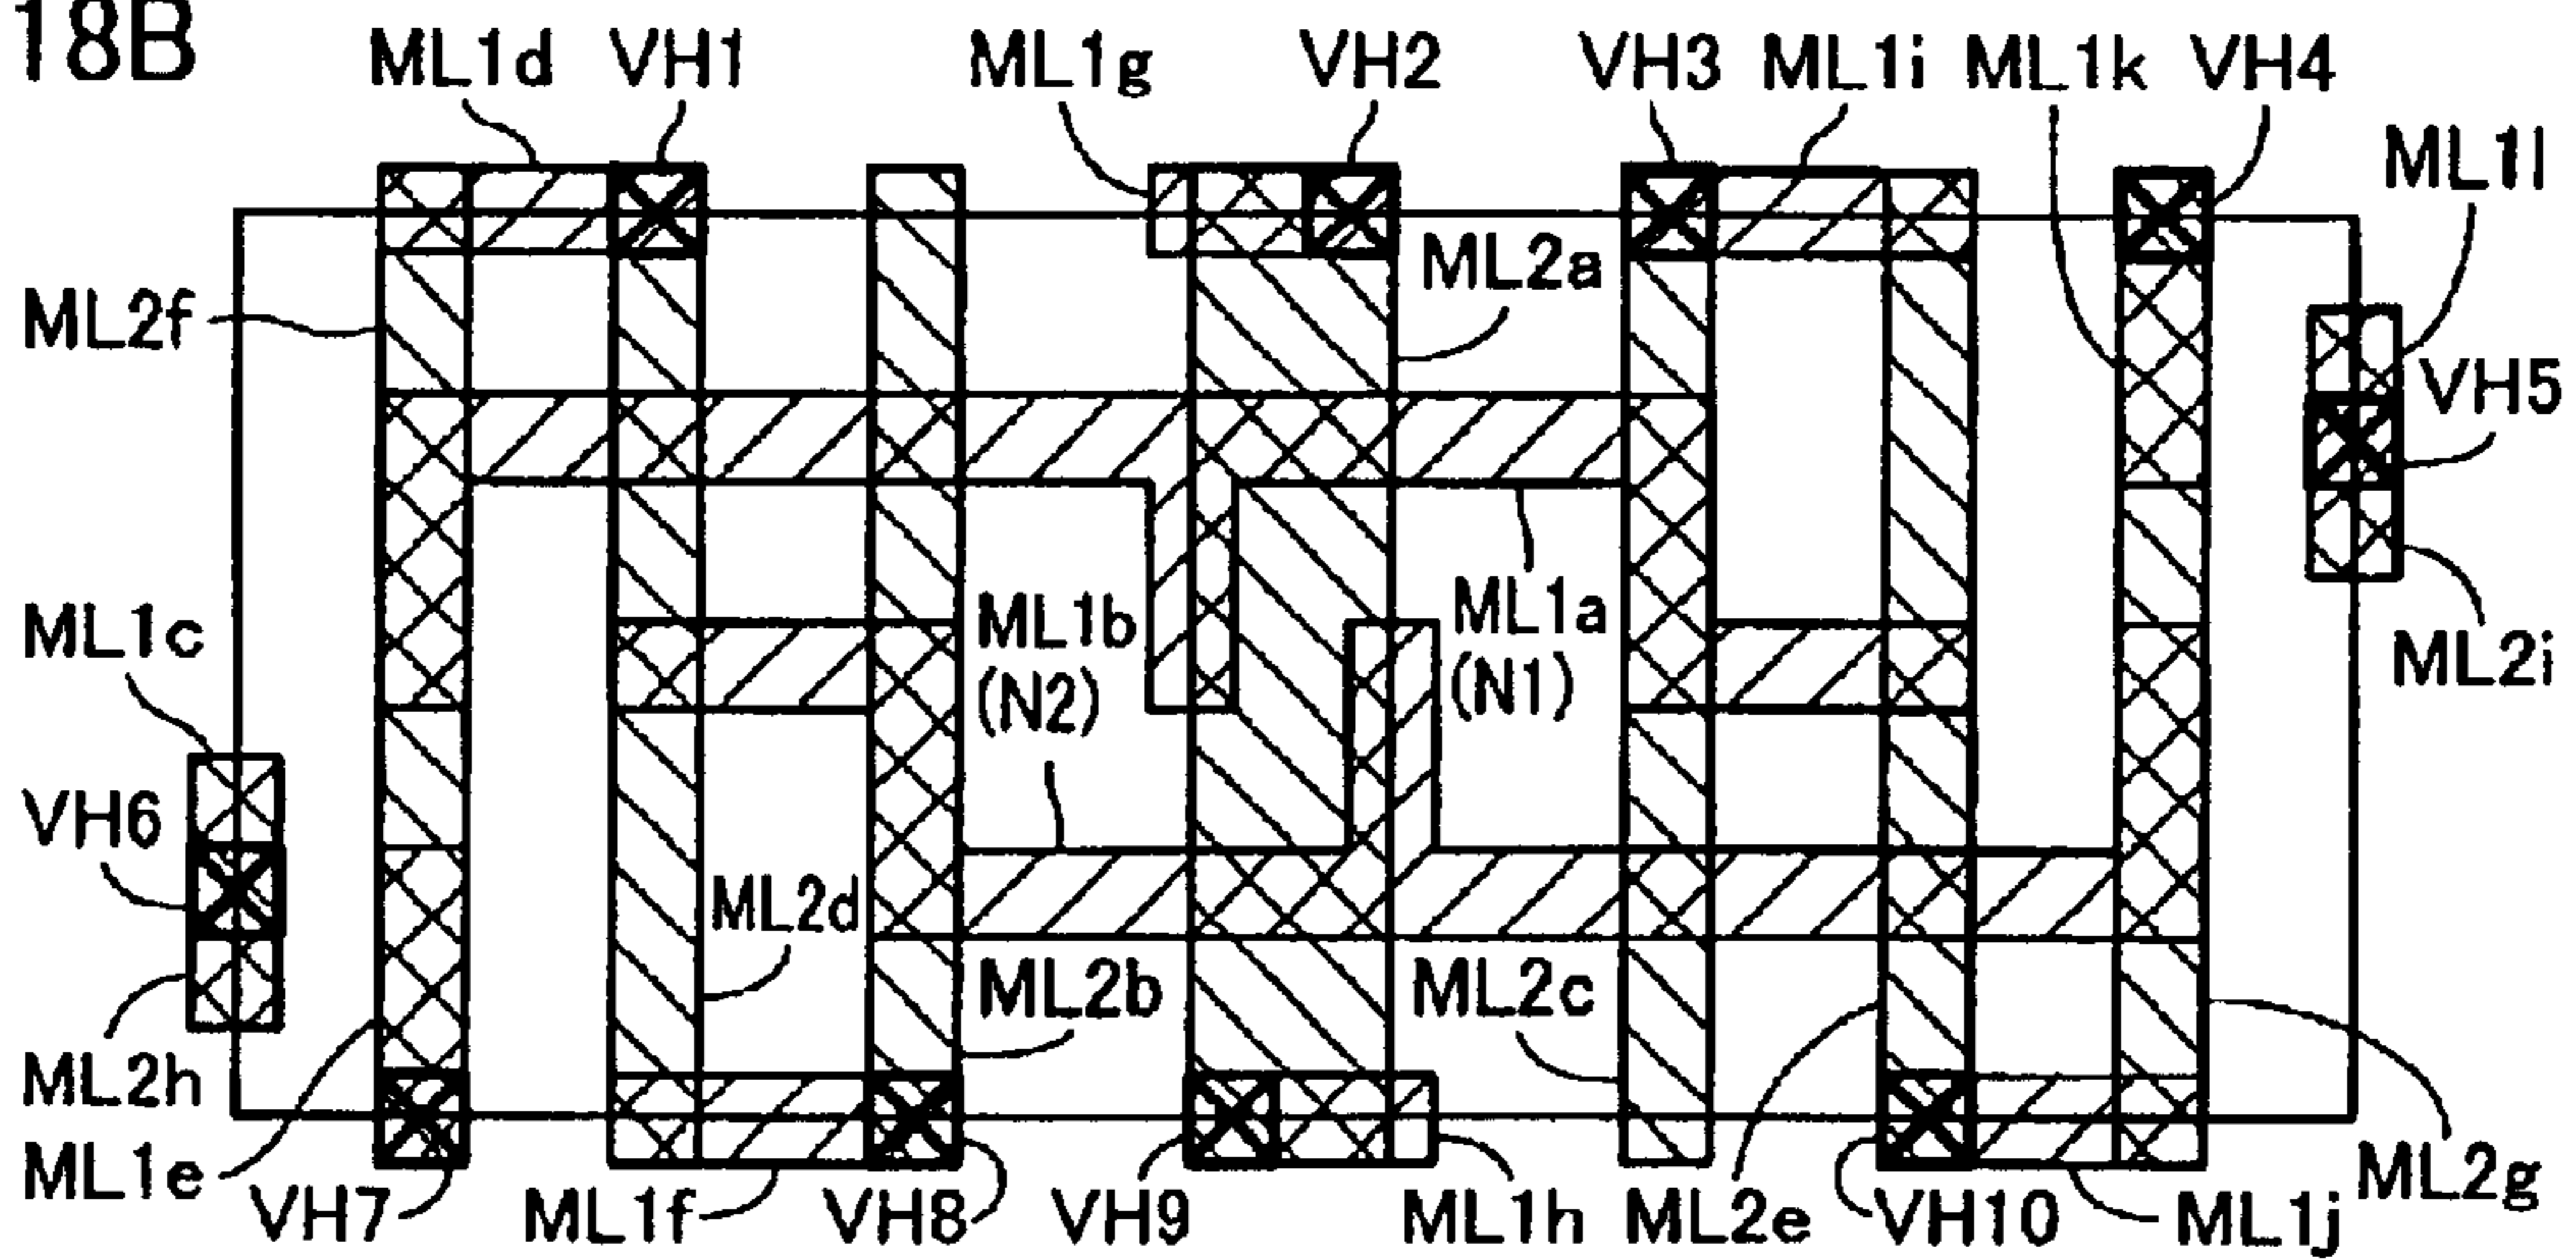 18B
ML1d VH1 ML1g VH2 VH3 ML1i ML1k VH4
ML1l
ML2a
ML2f
VH5
ML1b
(N2)
ML1a
(N1)
ML1c
ML2i
VH6
ML2d
ML2b
ML2c
ML2h
ML1e
VH7 ML1f VH8 VH9 ML1h ML2e VH10 ML1j
ML2g